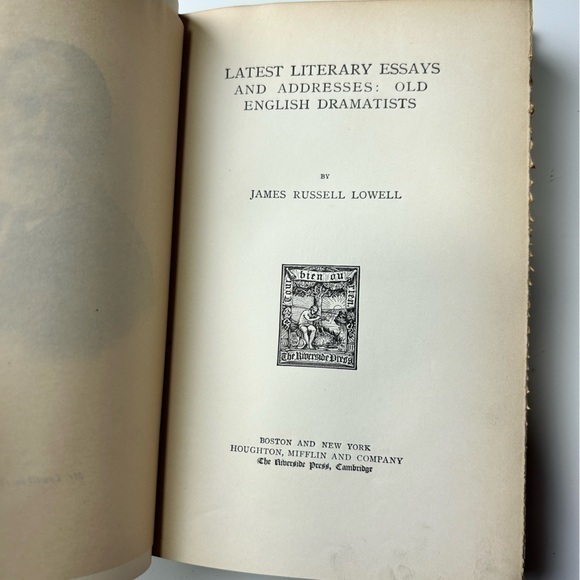 LATEST LITERARY ESSAYS
AND ADDRESSES: OLD
ENGLISH DRAMATISTS
BY
JAMES RUSSELL LOWELL
Tout bien ou rien
The Riverside Press
BOSTON AND NEW YORK
HOUGHTON, MIFFLIN AND COMPANY
The Riverside Press, Cambridge